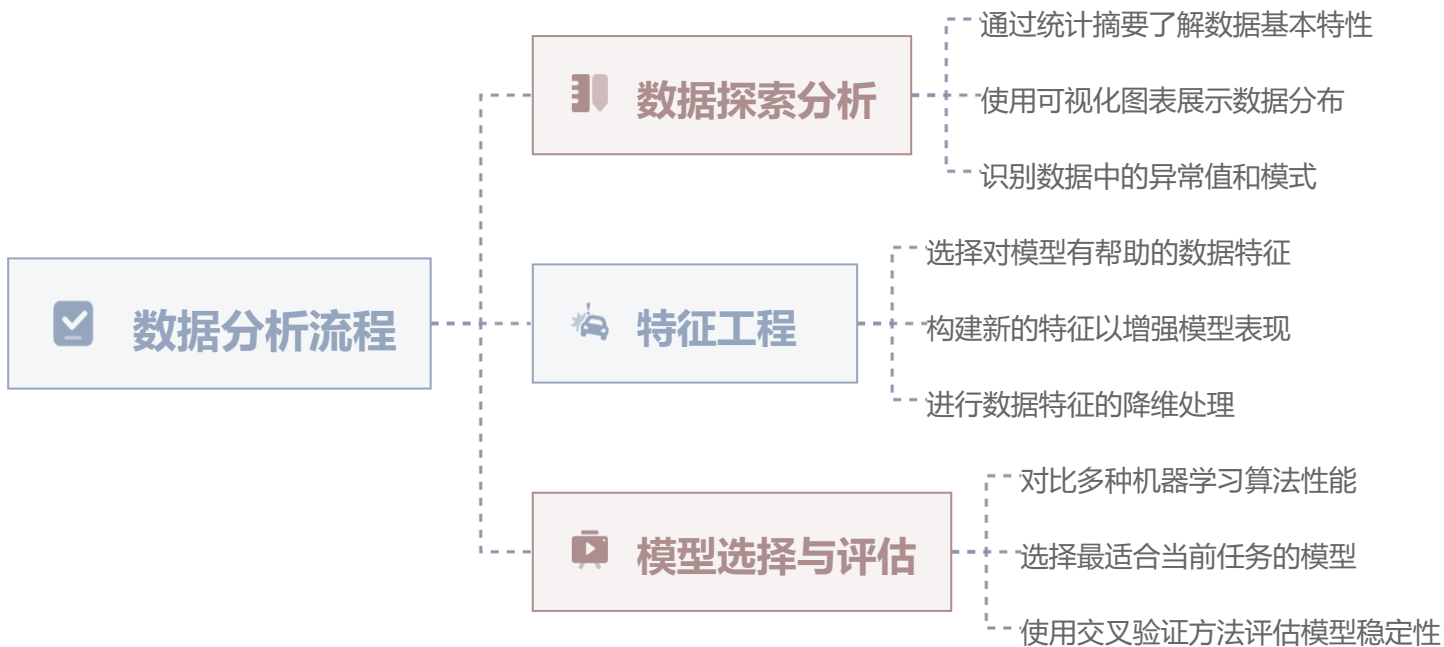 数据分析流程
数据探索分析
通过统计摘要了解数据基本特性
使用可视化图表展示数据分布
识别数据中的异常值和模式
特征工程
选择对模型有帮助的数据特征
构建新的特征以增强模型表现
进行数据特征的降维处理
模型选择与评估
对比多种机器学习算法性能
选择最适合当前任务的模型
使用交叉验证方法评估模型稳定性